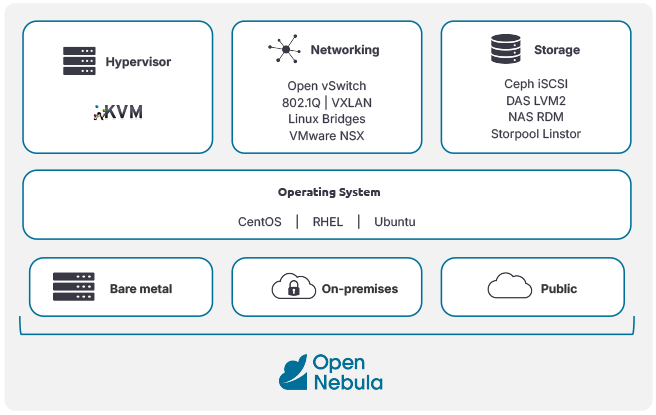 Hypervisor
KVM
Networking
Open vSwitch
802.1Q | VXLAN
Linux Bridges
VMware NSX
Storage
Ceph iSCSI
DAS LVM2
NAS RDM
Storpool Linstor
Operating System
CentOS | RHEL | Ubuntu
Bare metal
On-premises
Public
Open
Nebula